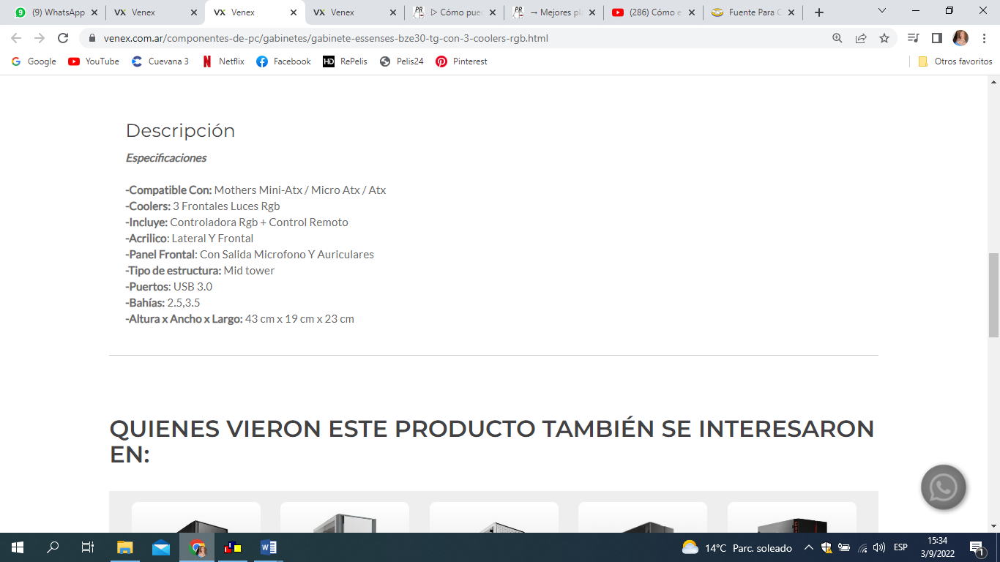 (9) WhatsApp
Venex
Venex
Venex
▷ Cómo pued
→ Mejores pl
(286) Cómo e
Fuente Para C
venex.com.ar/componentes-de-pc/gabinetes/gabinete-essenses-bze30-tg-con-3-coolers-rgb.html
Google
YouTube
Cuevana 3
Netflix
Facebook
HD RePelis
Pelis24
Pinterest
Otros favoritos
Descripción
Especificaciones
-Compatible Con: Mothers Mini-Atx / Micro Atx / Atx
-Coolers: 3 Frontales Luces Rgb
-Incluye: Controladora Rgb + Control Remoto
-Acrilico: Lateral Y Frontal
-Panel Frontal: Con Salida Microfono Y Auriculares
-Tipo de estructura: Mid tower
-Puertos: USB 3.0
-Bahías: 2.5,3.5
-Altura x Ancho x Largo: 43 cm x 19 cm x 23 cm
QUIENES VIERON ESTE PRODUCTO TAMBIÉN SE INTERESARON
EN:
14°C Parc. soleado
ESP
15:34
3/9/2022
1